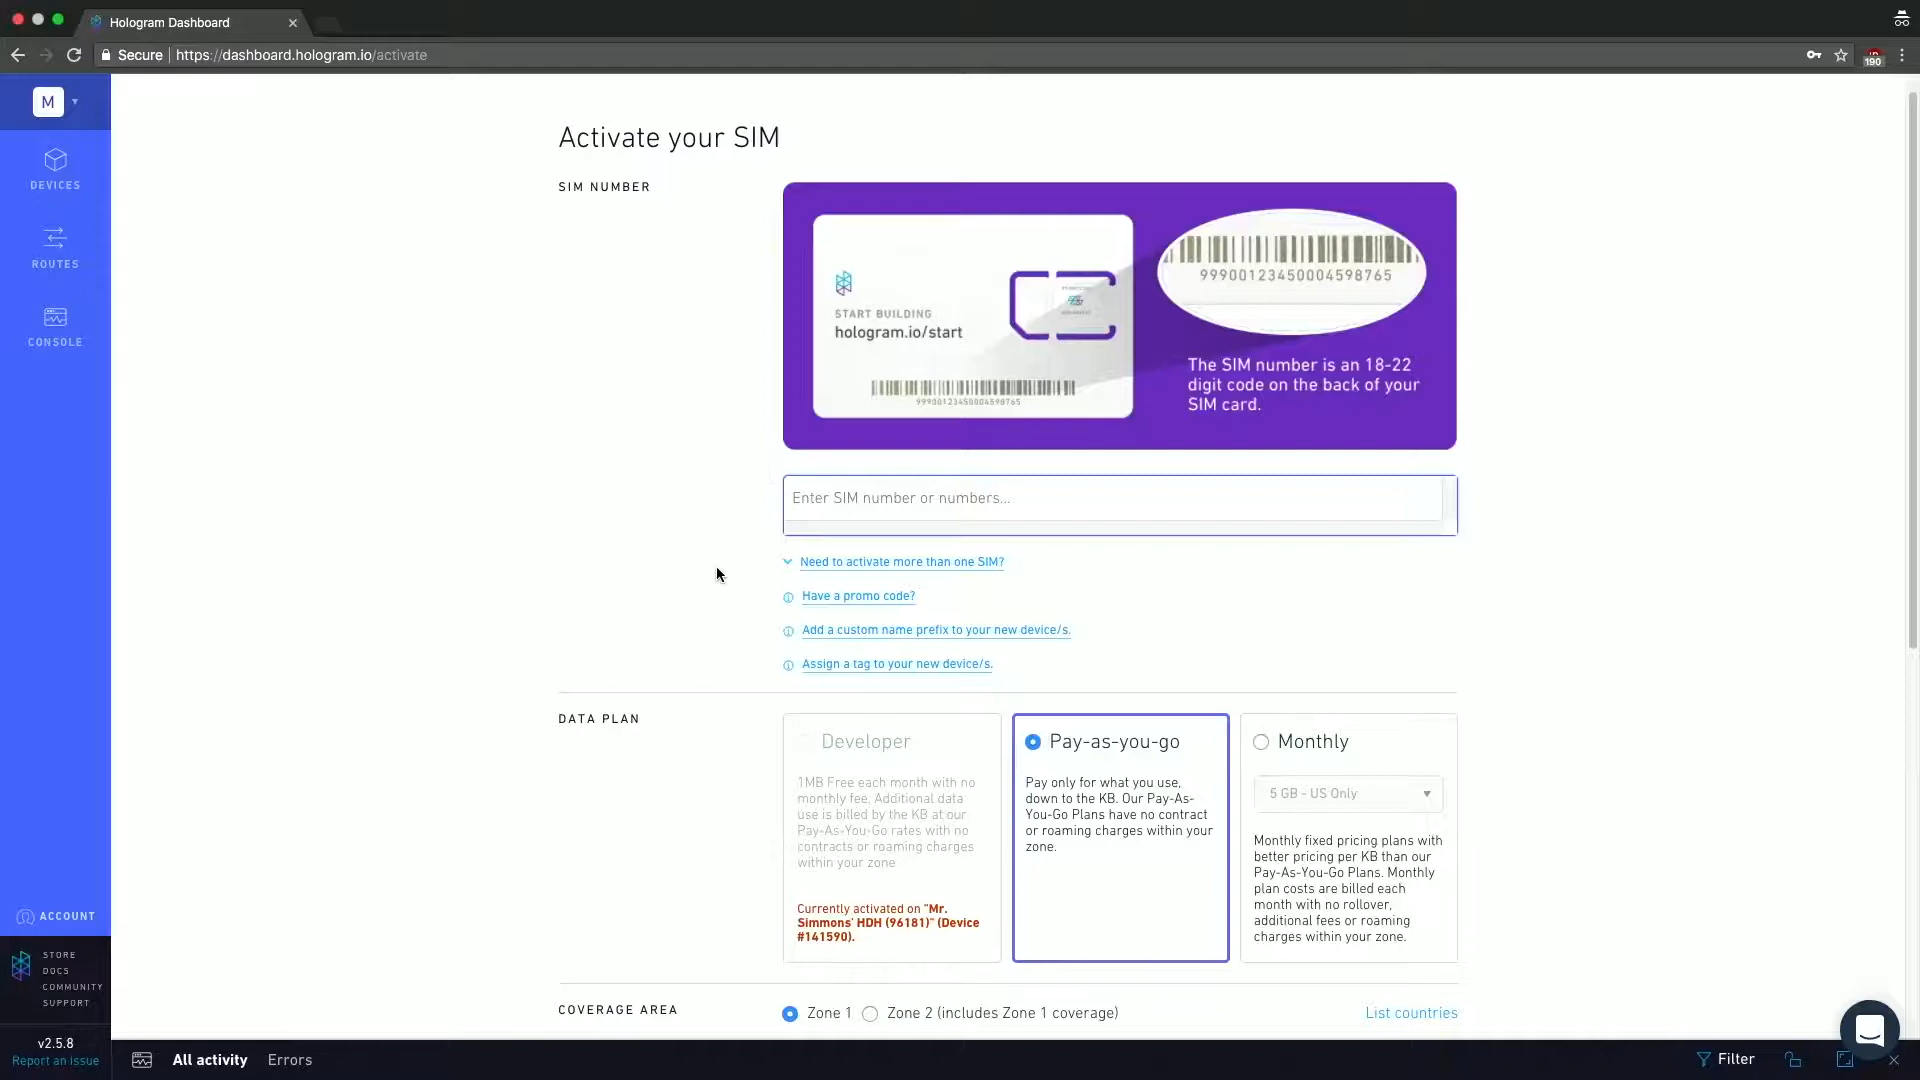 Hologram Dashboard
Secure
https://dashboard.hologram.io/activate
190
M
DEVICES
ROUTES
CONSOLE
ACCOUNT
STORE
DOCS
COMMUNITY
SUPPORT
v2.5.8
Report an issue
Activate your SIM
SIM NUMBER
START BUILDING
hologram.io/start
99900123450004598765
99900123450004598765
The SIM number is an 18-22
digit code on the back of your
SIM card.
Enter SIM number or numbers...
Need to activate more than one SIM?
Have a promo code?
Add a custom name prefix to your new device/s.
Assign a tag to your new device/s.
DATA PLAN
Developer
1MB Free each month with no
monthly fee. Additional data
use is billed by the KB at our
Pay-As-You-Go rates with no
contracts or roaming charges
within your zone
Currently activated on "Mr.
Simmons' HDH (96181)" (Device
#141590).
Pay-as-you-go
Pay only for what you use,
down to the KB. Our Pay-As-
You-Go Plans have no contract
or roaming charges within your
zone.
Monthly
5 GB - US Only
Monthly fixed pricing plans with
better pricing per KB than our
Pay-As-You-Go Plans. Monthly
plan costs are billed each
month with no rollover,
additional fees or roaming
charges within your zone.
COVERAGE AREA
Zone 1
Zone 2 (includes Zone 1 coverage)
List countries
All activity
Errors
Filter